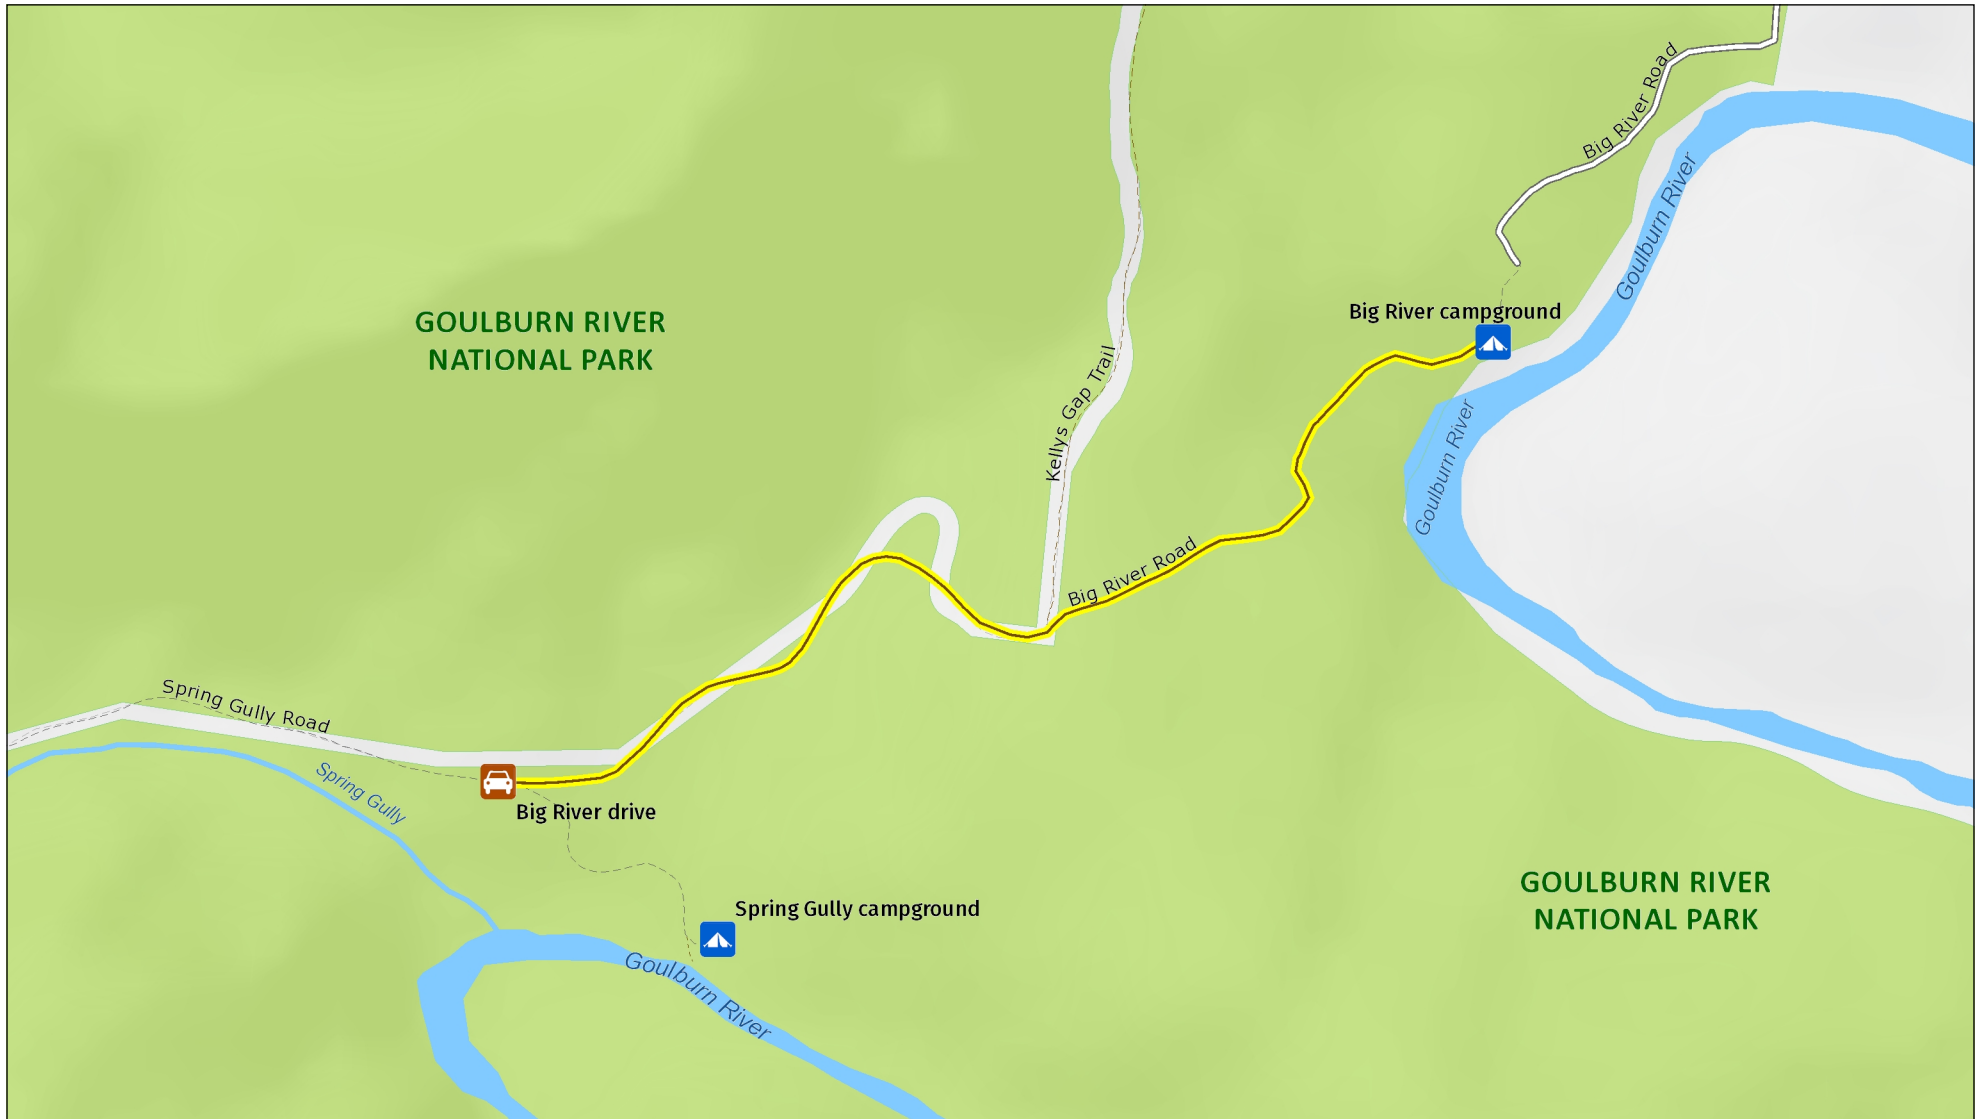 Big River Road
Goulburn River
Big River campground
GOULBURN RIVER
NATIONAL PARK
Kellys Gap Trail
Goulburn River
Big River Road
Spring Gully Road
Spring Gully
Big River drive
GOULBURN RIVER
NATIONAL PARK
Spring Gully campground
Goulburn River